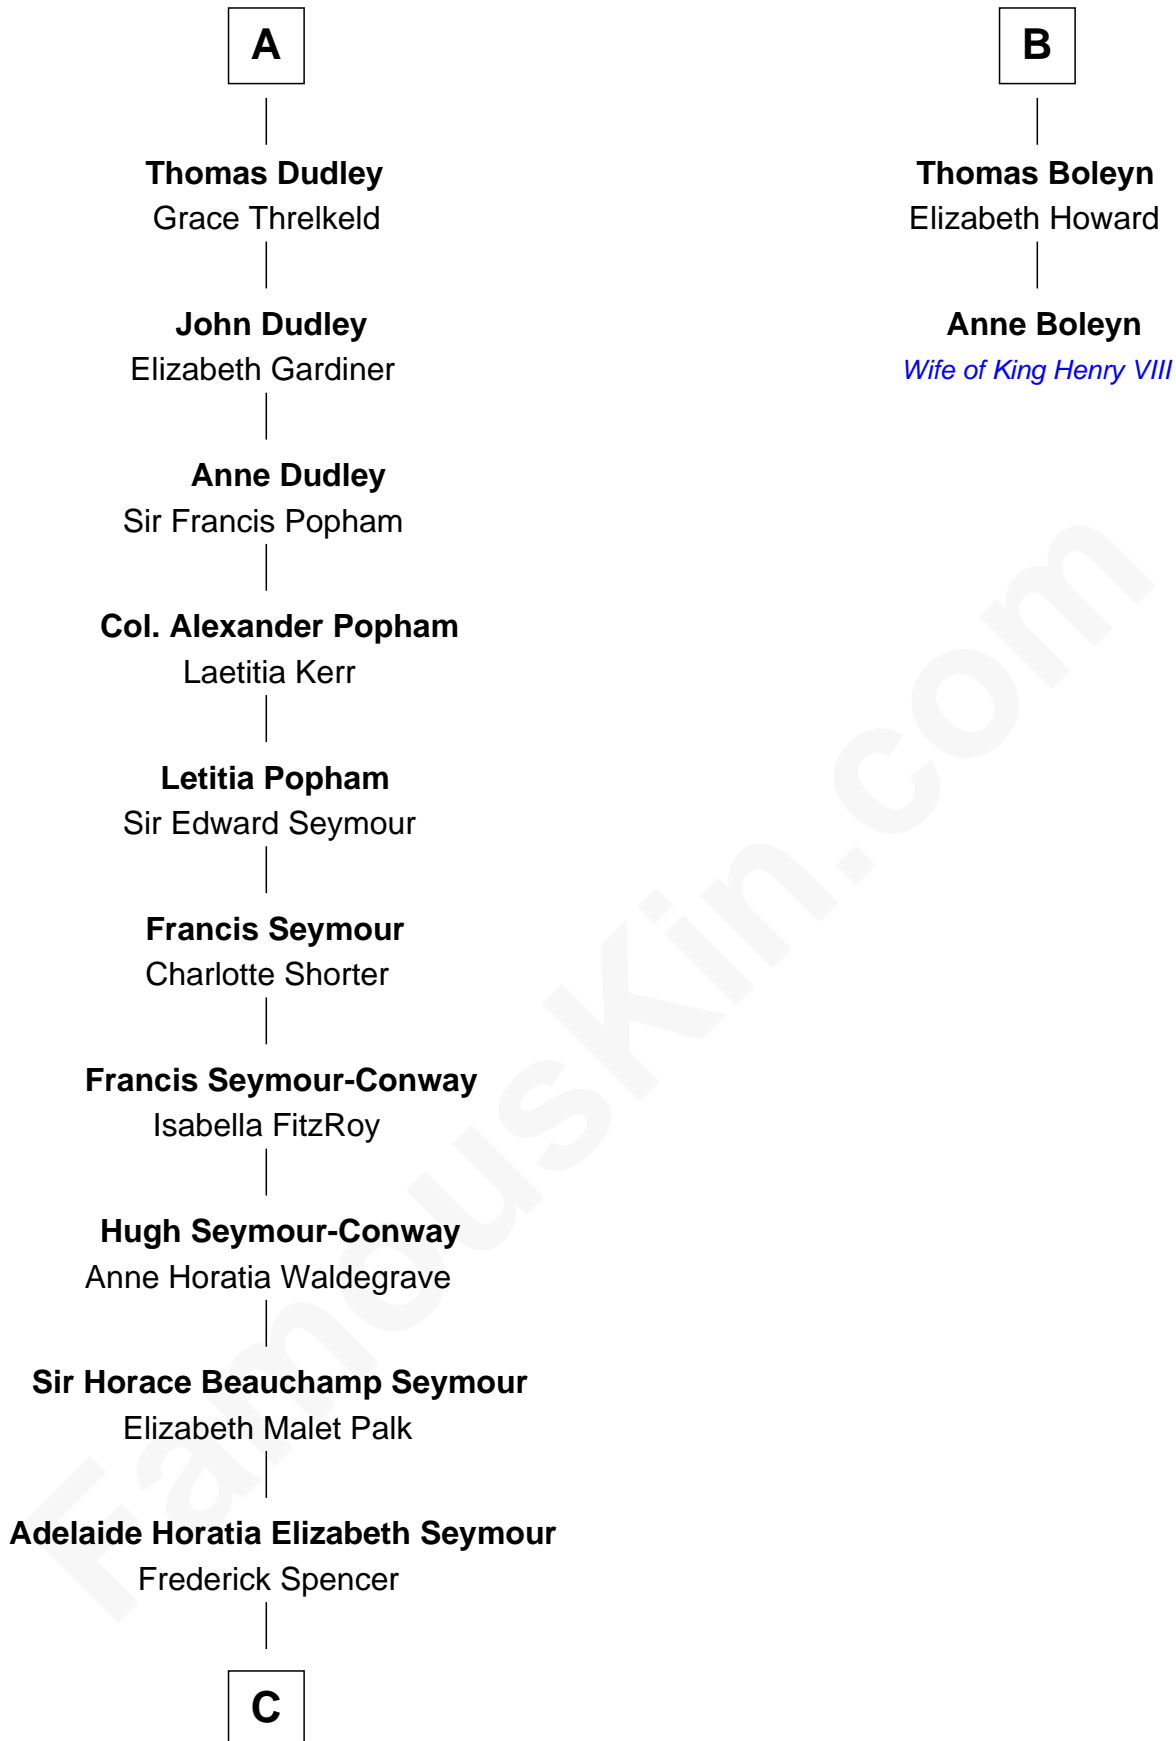 A
Thomas Dudley
Grace Threlkeld
John Dudley
Elizabeth Gardiner
Anne Dudley
Sir Francis Popham
Col. Alexander Popham
Laetitia Kerr
Letitia Popham
Sir Edward Seymour
Francis Seymour
Charlotte Shorter
Francis Seymour-Conway
Isabella FitzRoy
Hugh Seymour-Conway
Anne Horatia Waldegrave
Sir Horace Beauchamp Seymour
Elizabeth Malet Palk
Adelaide Horatia Elizabeth Seymour
Frederick Spencer
C
B
Thomas Boleyn
Elizabeth Howard
Anne Boleyn
Wife of King Henry VIII
FamousKin.com